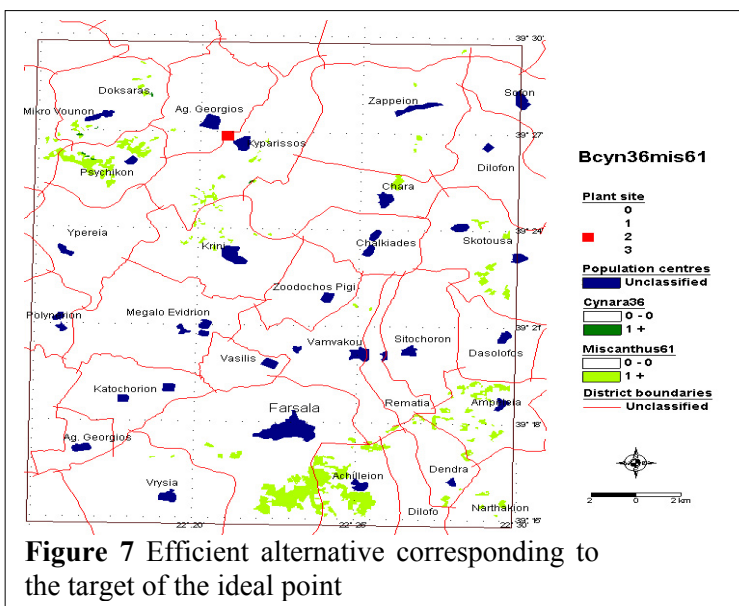 39 30
Doksaras
Mikro Vounon
Ag. Georgios
Zappeion
Soron
39 27
Kyparissos
Psychikon
Dilofon
Chara
39 24
Ypereia
Krini
Chalkiades
Skotousa
Zoodochos Pigi
Megalo Evidrion
39 21
Vamvakou
Sitochoron
Vasilis
Dasolofos
Katochorion
Rematia
Farsala
39 18
Ag. Georgios
Achilleion
Dendra
Vrysia
Dilofo
Narthakion
22 20
39 16
Bcyn36mis61
Plant site
0
1
2
3
Population centres
Unclassified
Cynara36
0 - 0
1 +
Miscanthus61
0 - 0
1 +
District boundaries
Unclassified
2 0 2 km
Figure 7 Efficient alternative corresponding to
the target of the ideal point